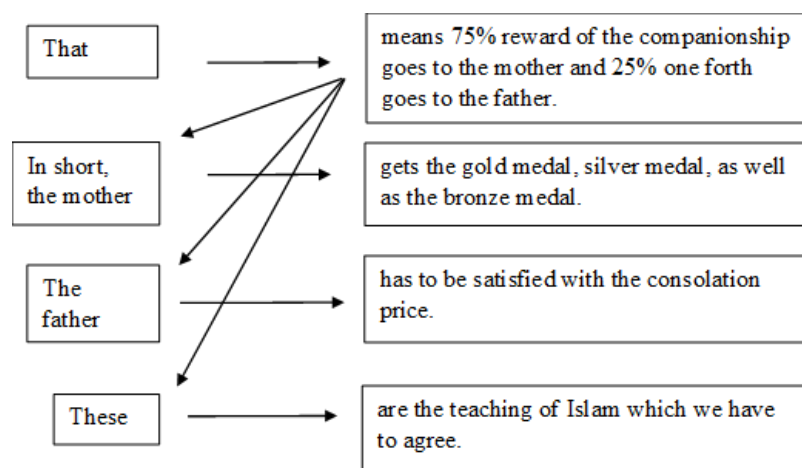 That
means 75% reward of the companionship
goes to the mother and 25% one forth
goes to the father.
In short,
the mother
gets the gold medal, silver medal, as well
as the bronze medal.
The
father
has to be satisfied with the consolation
price.
These
are the teaching of Islam which we have
to agree.